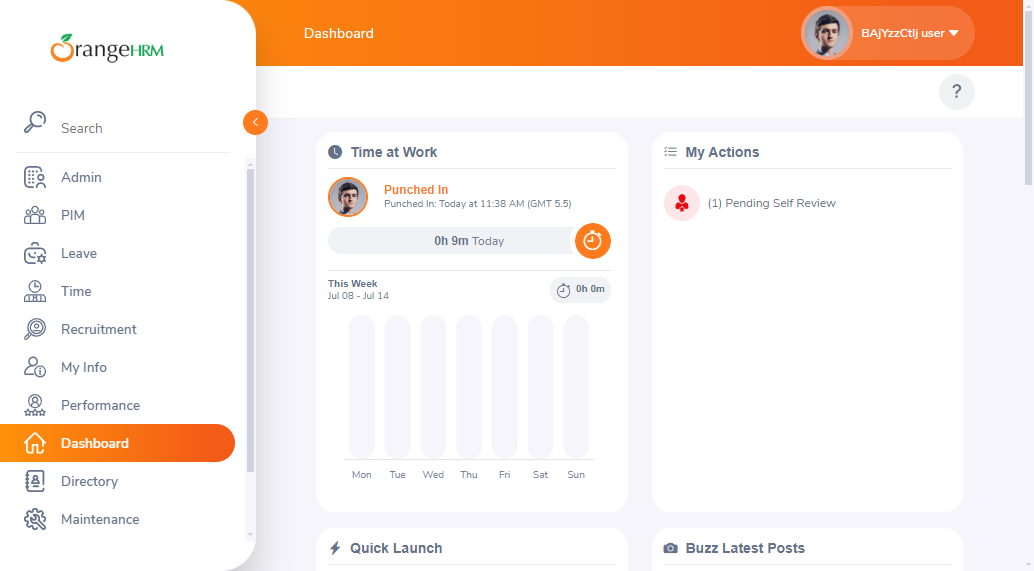 OrangeHRM
Dashboard
BAjYzzCtlj user
?
Search
Admin
PIM
Leave
Time
Recruitment
My Info
Performance
Dashboard
Directory
Maintenance
Time at Work
Punched In
Punched In: Today at 11:38 AM (GMT 5.5)
0h 9m Today
This Week
Jul 08 - Jul 14
0h 0m
Mon Tue Wed Thu Fri Sat Sun
My Actions
(1) Pending Self Review
Quick Launch
Buzz Latest Posts